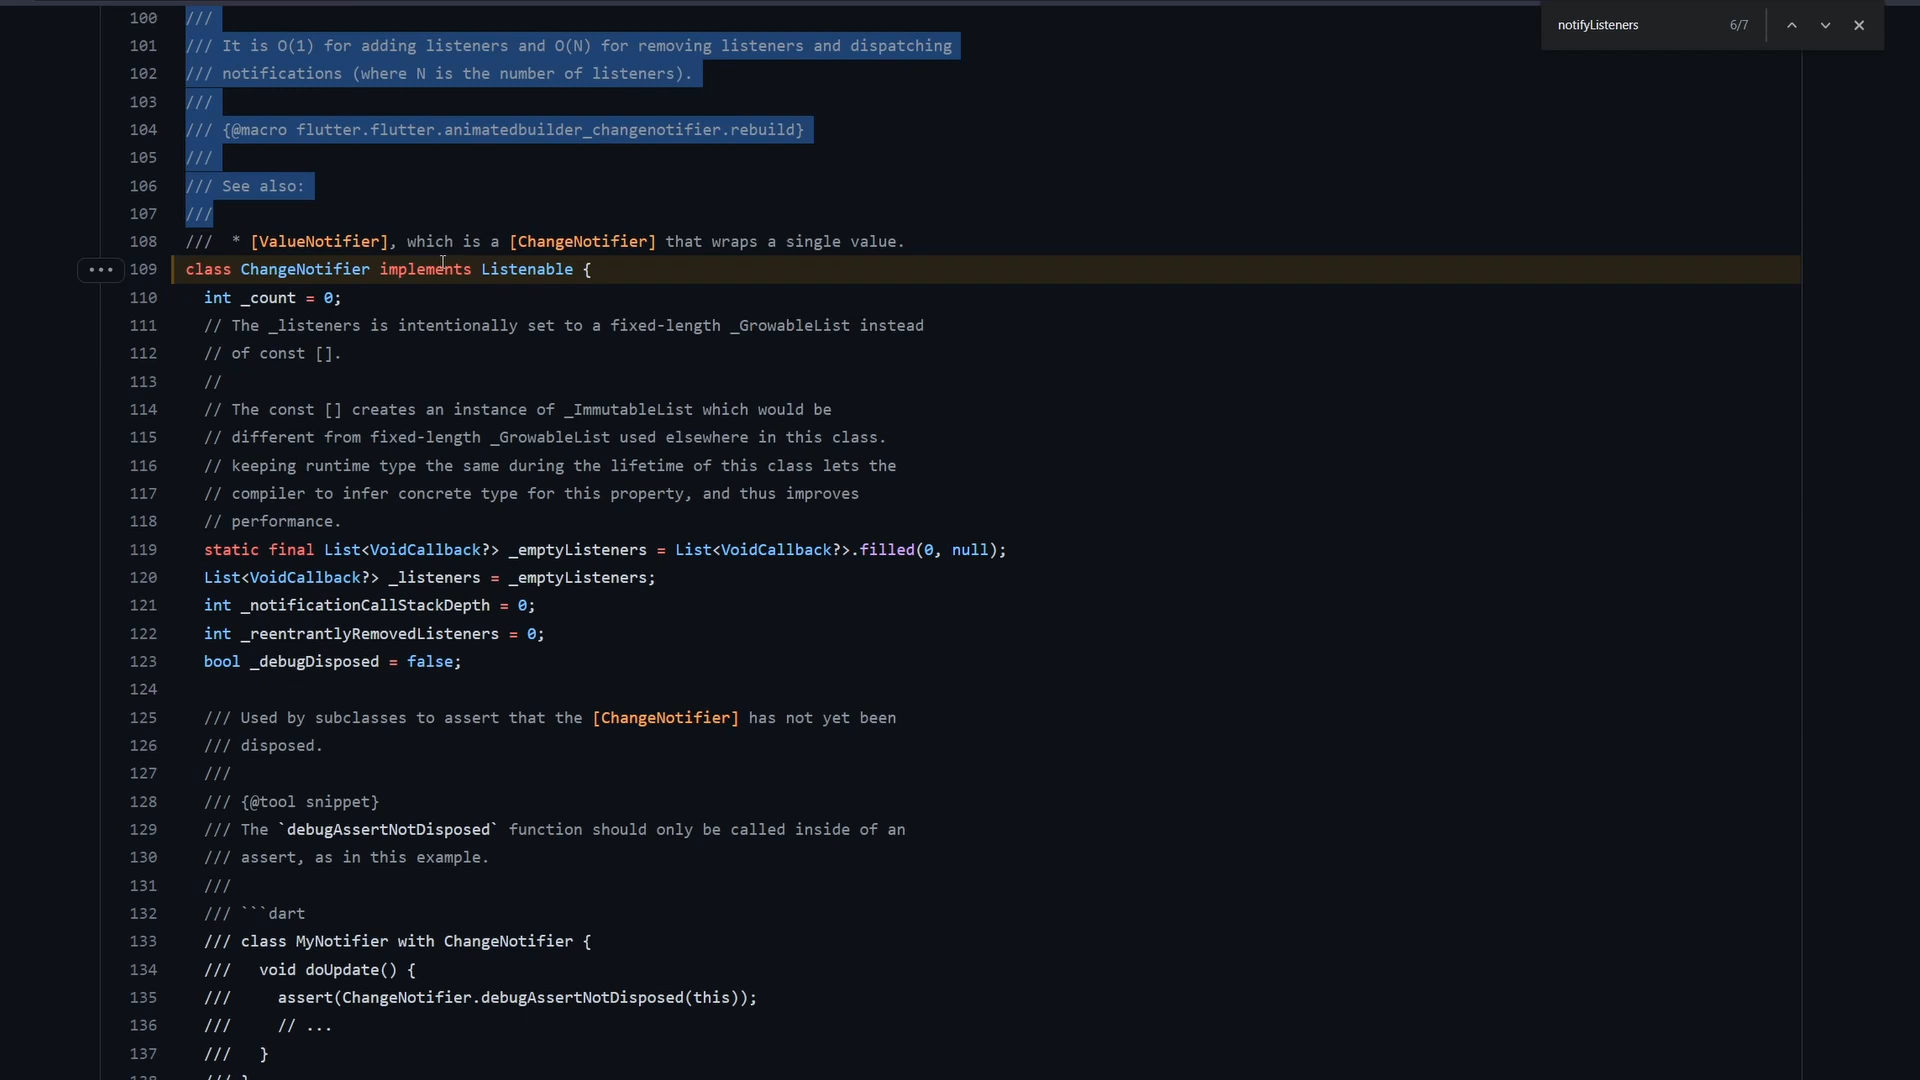 notifyListeners 6/7
100 ///
101 /// It is O(1) for adding listeners and O(N) for removing listeners and dispatching
102 /// notifications (where N is the number of listeners).
103 ///
104 /// {@macro flutter.flutter.animatedbuilder_changenotifier.rebuild}
105 ///
106 /// See also:
107 ///
108 ///  * [ValueNotifier], which is a [ChangeNotifier] that wraps a single value.
109 class ChangeNotifier implements Listenable {
110   int _count = 0;
111   // The _listeners is intentionally set to a fixed-length _GrowableList instead
112   // of const [].
113   //
114   // The const [] creates an instance of _ImmutableList which would be
115   // different from fixed-length _GrowableList used elsewhere in this class.
116   // keeping runtime type the same during the lifetime of this class lets the
117   // compiler to infer concrete type for this property, and thus improves
118   // performance.
119   static final List<VoidCallback?> _emptyListeners = List<VoidCallback?>.filled(0, null);
120   List<VoidCallback?> _listeners = _emptyListeners;
121   int _notificationCallStackDepth = 0;
122   int _reentrantlyRemovedListeners = 0;
123   bool _debugDisposed = false;
124
125   /// Used by subclasses to assert that the [ChangeNotifier] has not yet been
126   /// disposed.
127   ///
128   /// {@tool snippet}
129   /// The `debugAssertNotDisposed` function should only be called inside of an
130   /// assert, as in this example.
131   ///
132   /// ```dart
133   /// class MyNotifier with ChangeNotifier {
134   ///   void doUpdate() {
135   ///     assert(ChangeNotifier.debugAssertNotDisposed(this));
136   ///     // ...
137   ///   }
138   /// }